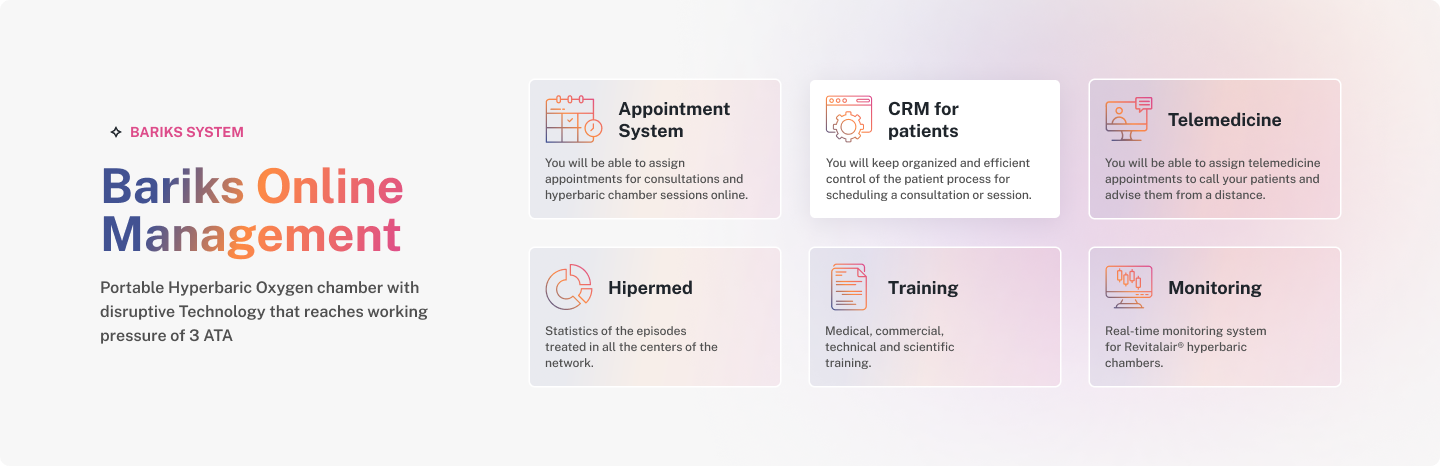 BARIKS SYSTEM
Bariks Online
Management
Portable Hyperbaric Oxygen chamber with
disruptive Technology that reaches working
pressure of 3 ATA
Appointment
System
You will be able to assign
appointments for consultations and
hyperbaric chamber sessions online.
CRM for
patients
You will keep organized and efficient
control of the patient process for
scheduling a consultation or session.
Telemedicine
You will be able to assign telemedicine
appointments to call your patients and
advise them from a distance.
Hipermed
Statistics of the episodes
treated in all the centers of the
network.
Training
Medical, commercial,
technical and scientific
training.
Monitoring
Real-time monitoring system
for Revitalair® hyperbaric
chambers.